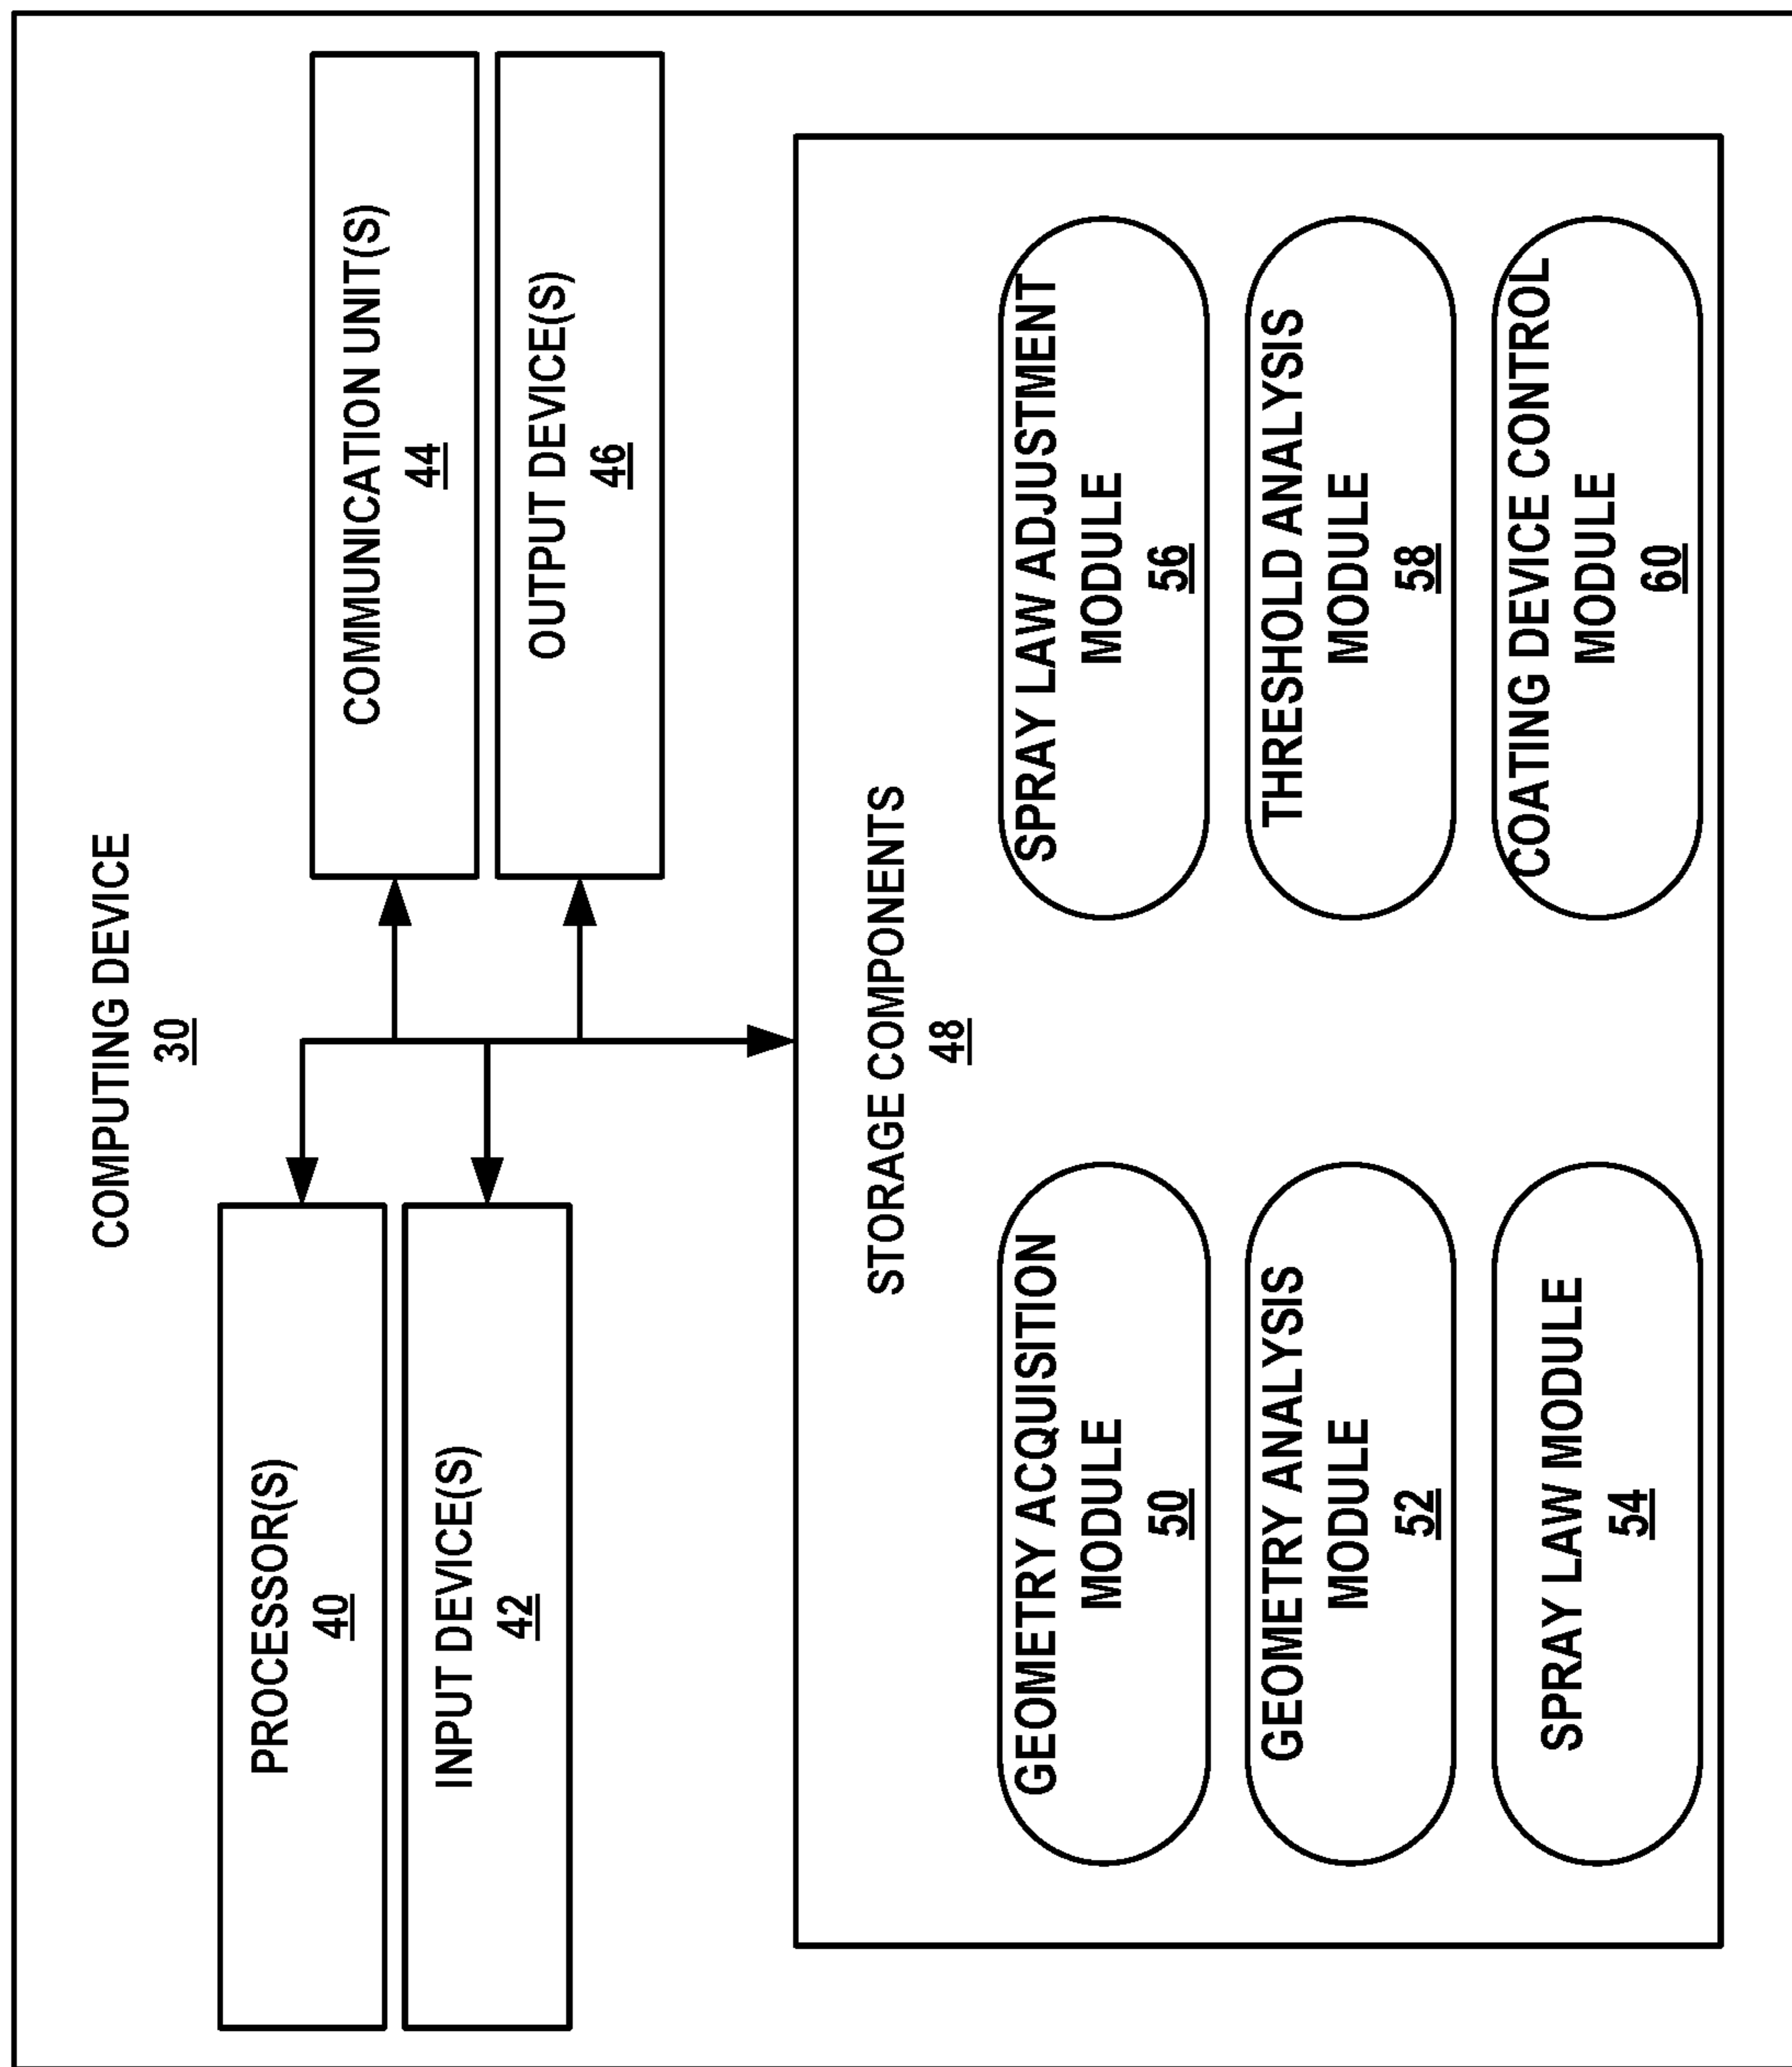 COMPUTING DEVICE
30
PROCESSOR(S)
40
INPUT DEVICE(S)
42
COMMUNICATION UNIT(S)
44
OUTPUT DEVICE(S)
46
STORAGE COMPONENTS
48
GEOMETRY ACQUISITION
MODULE
50
GEOMETRY ANALYSIS
MODULE
52
SPRAY LAW MODULE
54
SPRAY LAW ADJUSTMENT
MODULE
56
THRESHOLD ANALYSIS
MODULE
58
COATING DEVICE CONTROL
MODULE
60